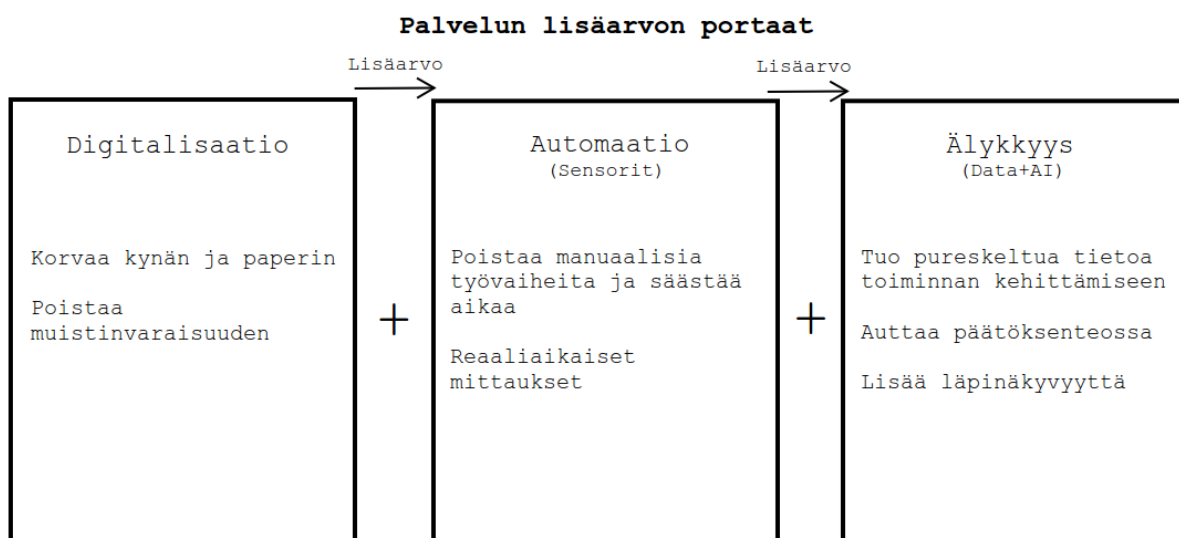 Palvelun lisäarvon portaat
Lisäarvo
Lisäarvo
Digitalisaatio
Korvaa kynän ja paperin
Poistaa
muistinvaraisuuden
+
Automaatio
(Sensorit)
Poistaa manuaalisia
työvaiheita ja säästää
aikaa
Reaaliaikaiset
mittaukset
+
Älykkyys
(Data+AI)
Tuo pureskeltua tietoa
toiminnan kehittämiseen
Auttaa päätöksenteossa
Lisää läpinäkyvyyttä